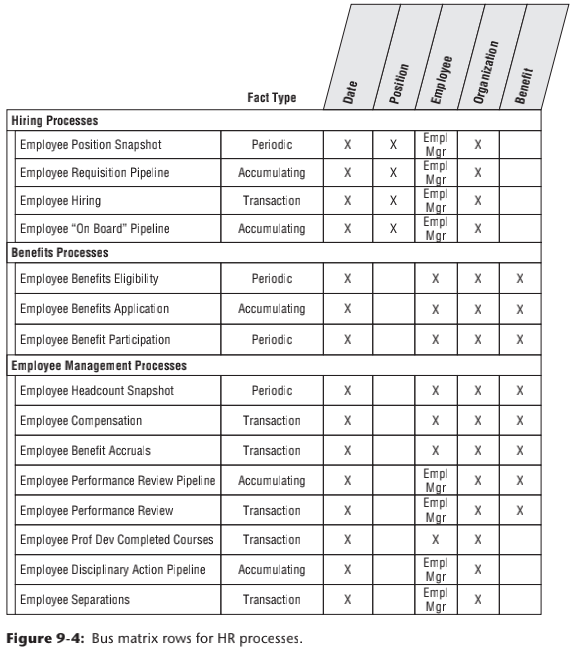 Fact Type Date Position Employee Organization Benefit
Hiring Processes
Employee Position Snapshot Periodic X X Empl Mgr X
Employee Requisition Pipeline Accumulating X X Empl Mgr X
Employee Hiring Transaction X X Empl Mgr X
Employee “On Board” Pipeline Accumulating X X Empl Mgr X
Benefits Processes
Employee Benefits Eligibility Periodic X X X X
Employee Benefits Application Accumulating X X X X
Employee Benefit Participation Periodic X X X X
Employee Management Processes
Employee Headcount Snapshot Periodic X X X X
Employee Compensation Transaction X X X X
Employee Benefit Accruals Transaction X X X X
Employee Performance Review Pipeline Accumulating X Empl Mgr X X
Employee Performance Review Transaction X Empl Mgr X X
Employee Prof Dev Completed Courses Transaction X X X
Employee Disciplinary Action Pipeline Accumulating X Empl Mgr X
Employee Separations Transaction X Empl Mgr X
Figure 9-4: Bus matrix rows for HR processes.